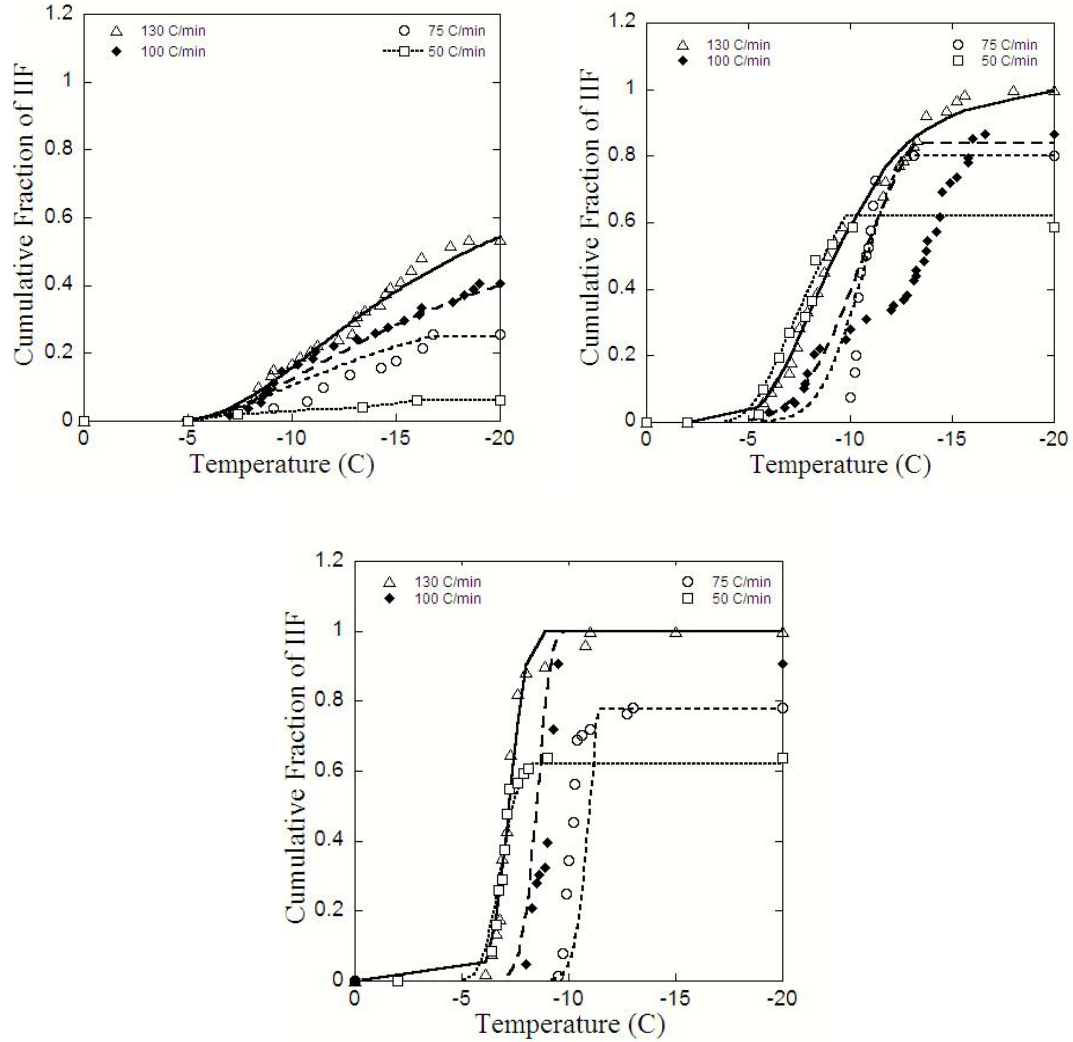 1.2
130 C/min
75 C/min
100 C/min
50 C/min
1
0.8
0.6
0.4
0.2
0
0 -5 -10 -15 -20
Cumulative Fraction of IIF
Temperature (C)
1.2
130 C/min
75 C/min
100 C/min
50 C/min
1
0.8
0.6
0.4
0.2
0
0 -5 -10 -15 -20
Cumulative Fraction of IIF
Temperature (C)
1.2
130 C/min
75 C/min
100 C/min
50 C/min
1
0.8
0.6
0.4
0.2
0
0 -5 -10 -15 -20
Cumulative Fraction of IIF
Temperature (C)